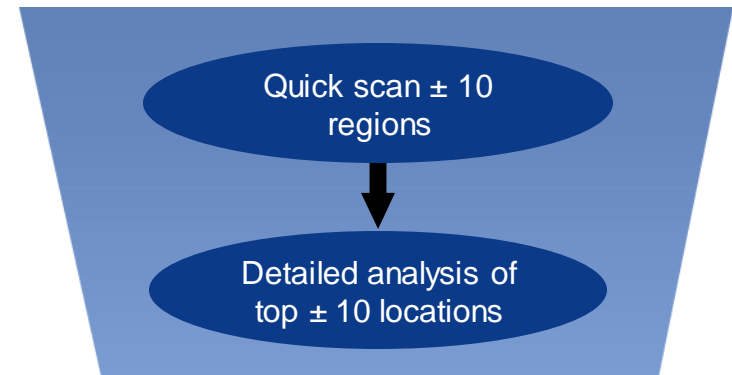 Quick scan ± 10
regions
Detailed analysis of
top ± 10 locations